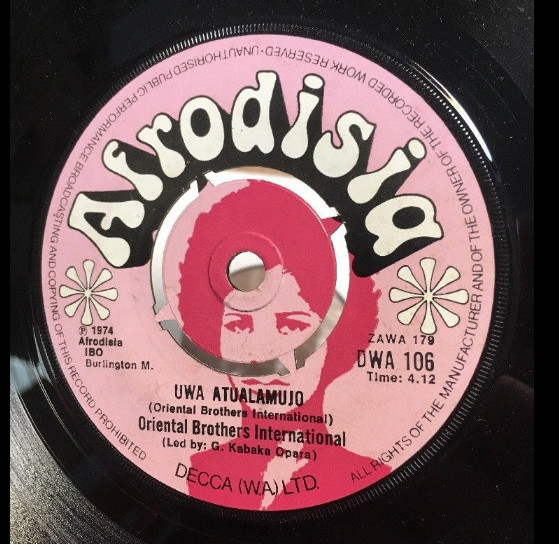 ALL RIGHTS OF THE MANUFACTURER AND OF THE OWNER OF THE RECORDED WORK RESERVED · UNAUTHORISED PUBLIC PERFORMANCE BROADCASTING AND COPYING OF THIS RECORD PROHIBITED
Afrodisia
℗ 1974
Afrodisia
IBO
Burlington M.
ZAWA 179
DWA 106
Time: 4.12
UWA ATUALAMUJO
(Oriental Brothers International)
Oriental Brothers International
(Led by: G. Kabaka Opara)
DECCA (W.A.) LTD.